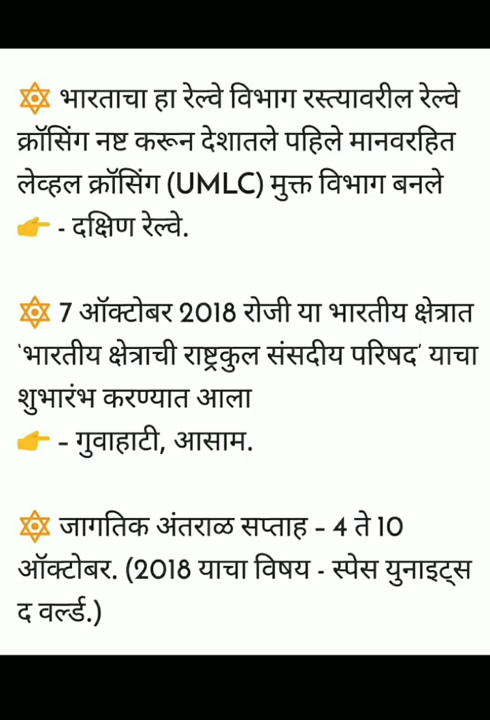 🔯 भारताचा हा रेल्वे विभाग रस्त्यावरील रेल्वे
क्रॉसिंग नष्ट करून देशातले पहिले मानवरहित
लेव्हल क्रॉसिंग (UMLC) मुक्त विभाग बनले
👉 - दक्षिण रेल्वे.
🔯 7 ऑक्टोबर 2018 रोजी या भारतीय क्षेत्रात
'भारतीय क्षेत्राची राष्ट्रकुल संसदीय परिषद' याचा
शुभारंभ करण्यात आला
👉 – गुवाहाटी, आसाम.
🔯 जागतिक अंतराळ सप्ताह – 4 ते 10
ऑक्टोबर. (2018 याचा विषय - स्पेस युनाइट्स
द वर्ल्ड.)